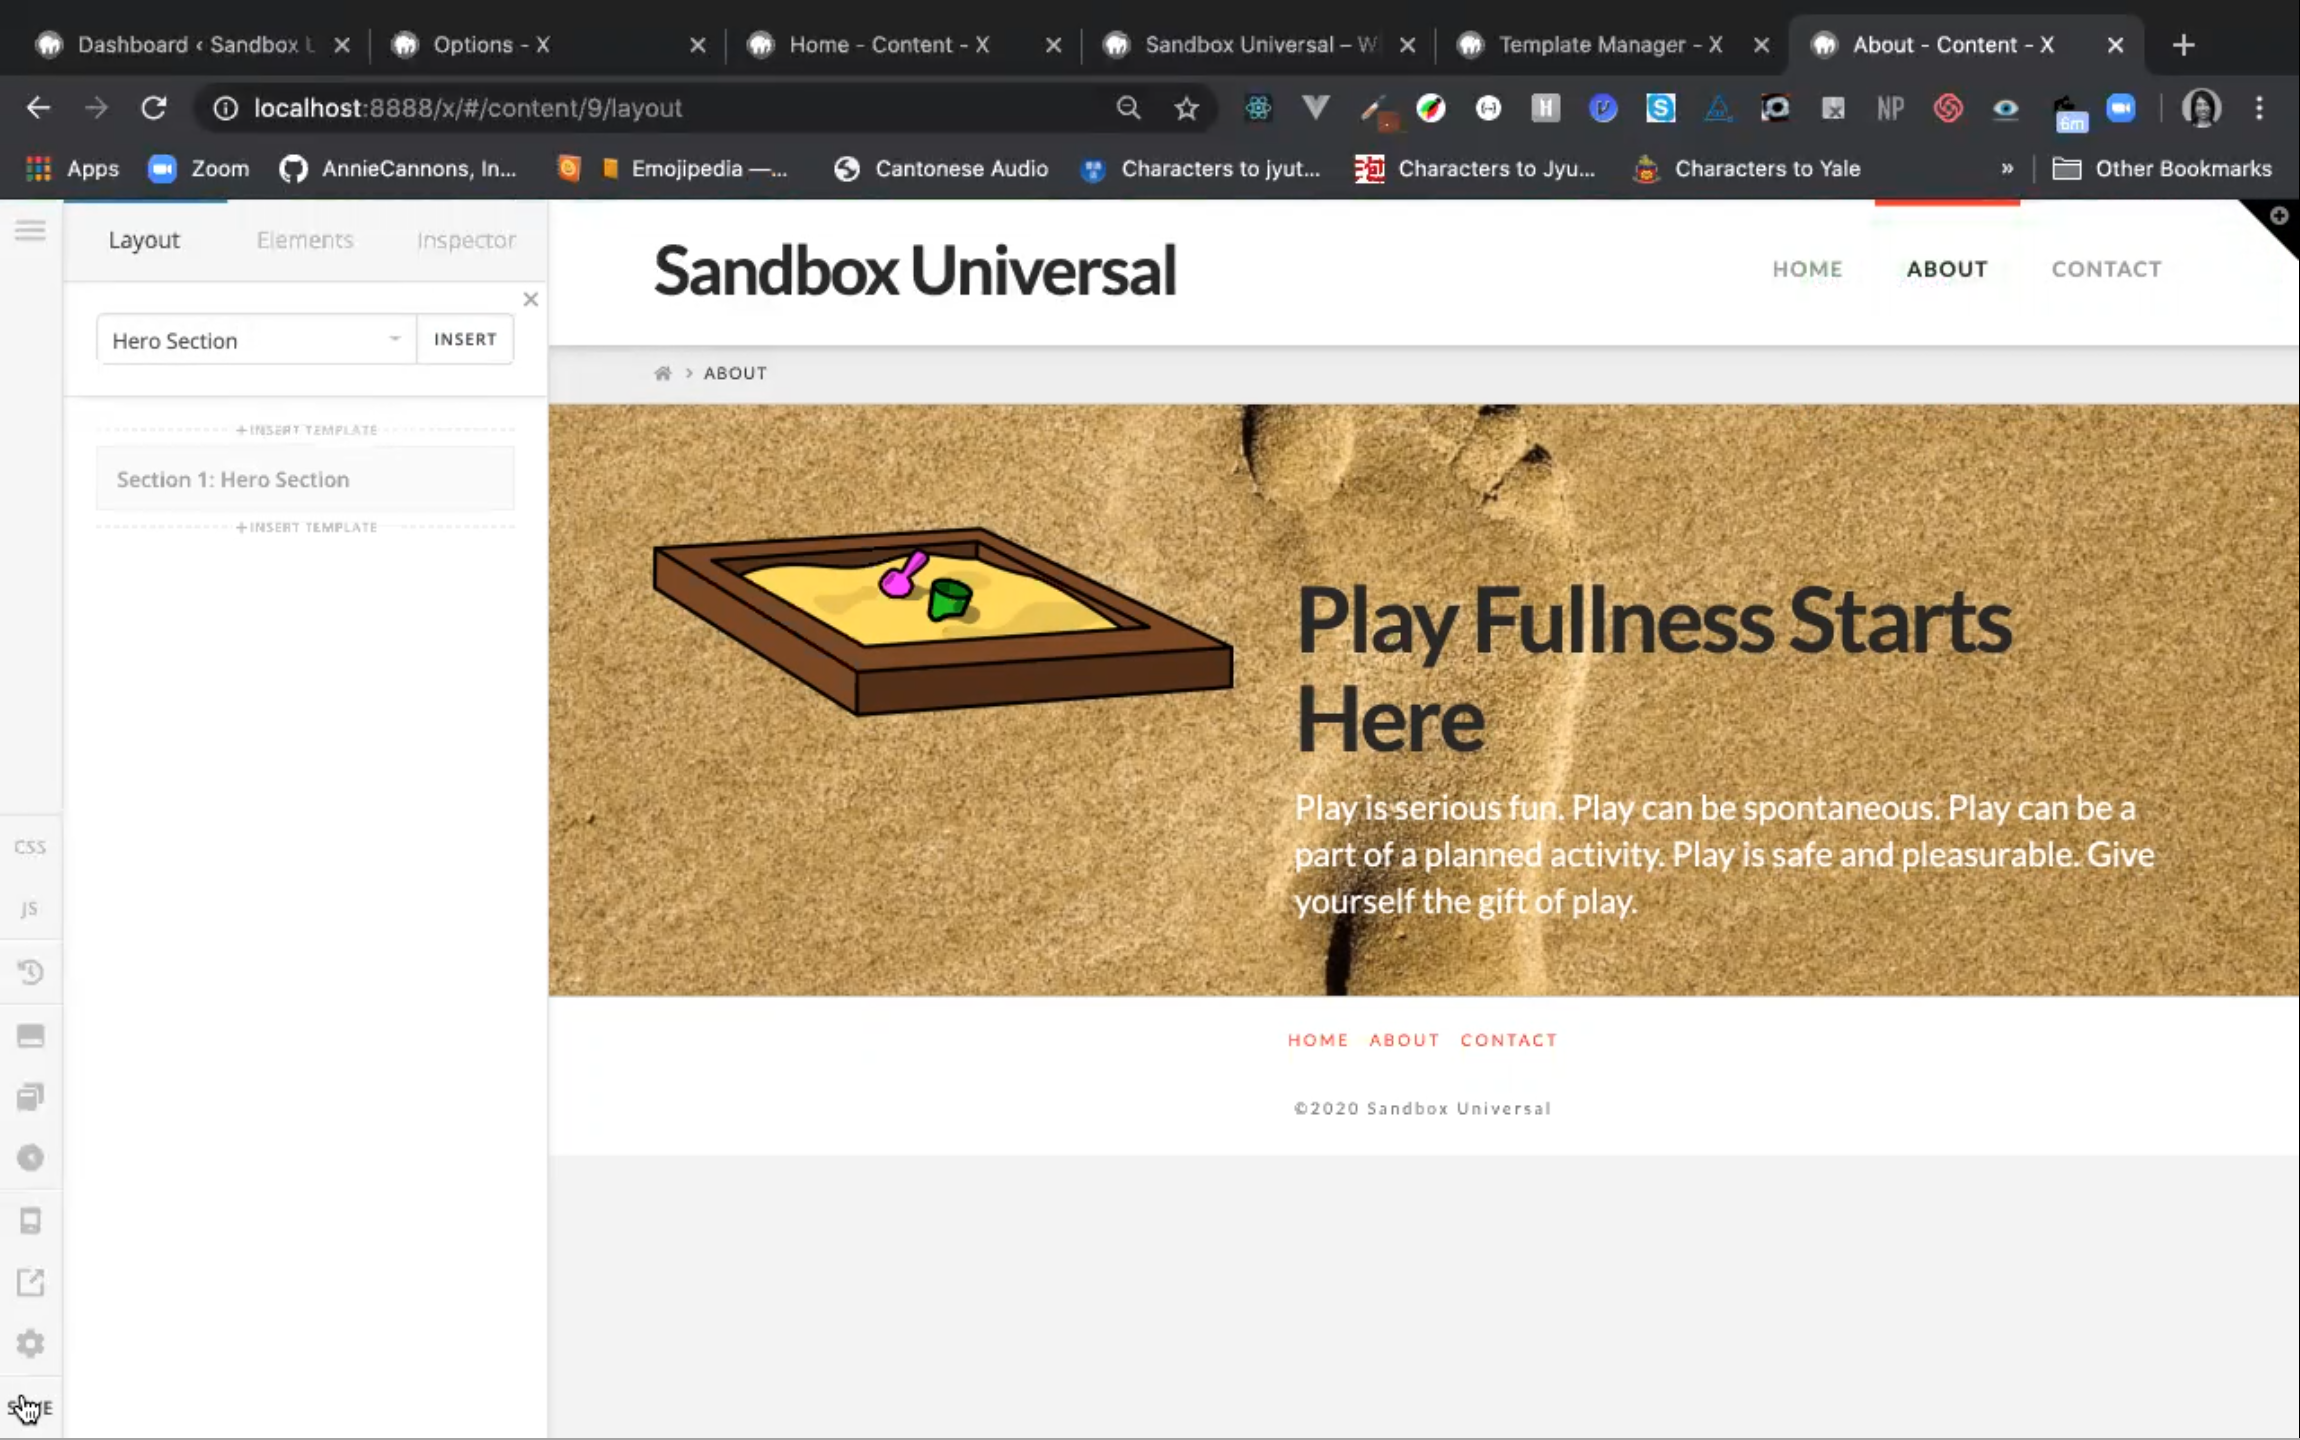 Dashboard ‹ Sandbox U
Options - X
Home - Content - X
Sandbox Universal – W
Template Manager - X
About - Content - X
localhost:8888/x/#/content/9/layout
NP
6m
Apps
Zoom
AnnieCannons, In...
Emojipedia —...
Cantonese Audio
Characters to jyut...
Characters to Jyu...
Characters to Yale
»
Other Bookmarks
Layout
Elements
Inspector
Hero Section
INSERT
+INSERT TEMPLATE
Section 1: Hero Section
+INSERT TEMPLATE
CSS
JS
Sandbox Universal
HOME
ABOUT
CONTACT
> ABOUT
Play Fullness Starts
Here
Play is serious fun. Play can be spontaneous. Play can be a
part of a planned activity. Play is safe and pleasurable. Give
yourself the gift of play.
HOME ABOUT CONTACT
©2020 Sandbox Universal